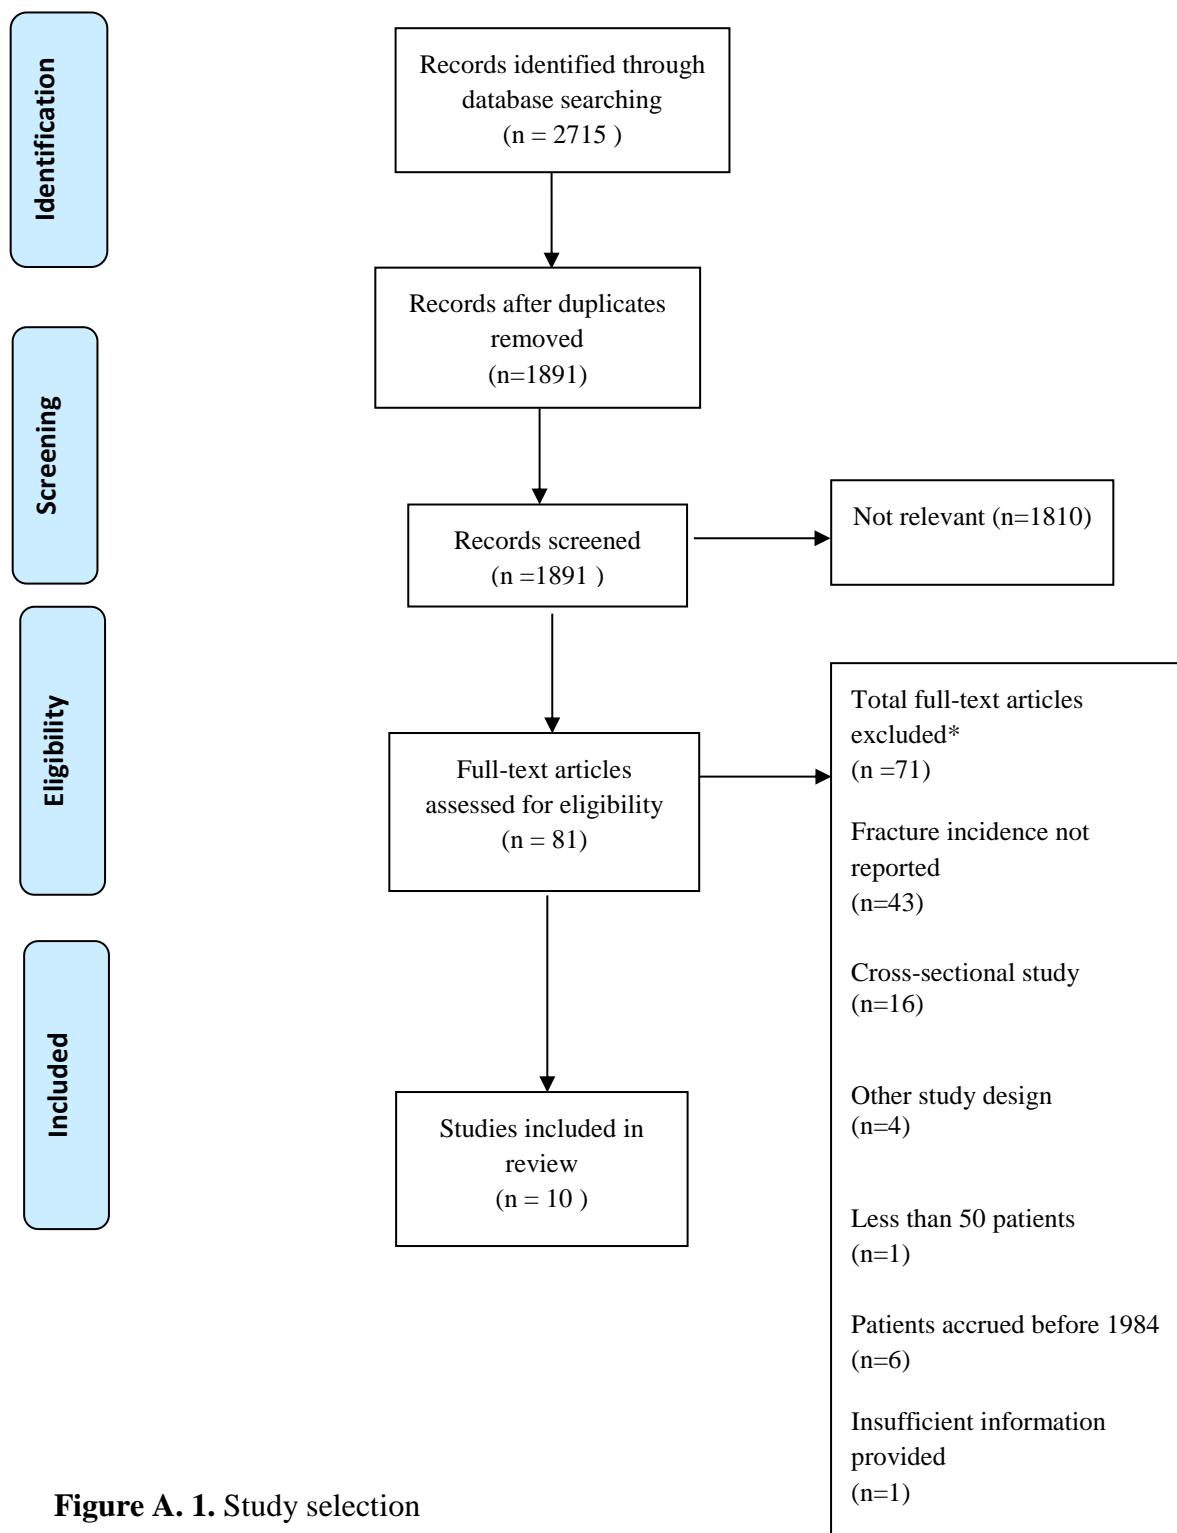 Identification
Records identified through
database searching
(n = 2715 )
Records after duplicates
removed
(n=1891)
Screening
Records screened
(n =1891 )
Not relevant (n=1810)
Eligibility
Full-text articles
assessed for eligibility
(n = 81)
Total full-text articles
excluded*
(n =71)
Fracture incidence not
reported
(n=43)
Cross-sectional study
(n=16)
Other study design
(n=4)
Less than 50 patients
(n=1)
Patients accrued before 1984
(n=6)
Insufficient information
provided
(n=1)
Included
Studies included in
review
(n = 10 )
Figure A. 1. Study selection